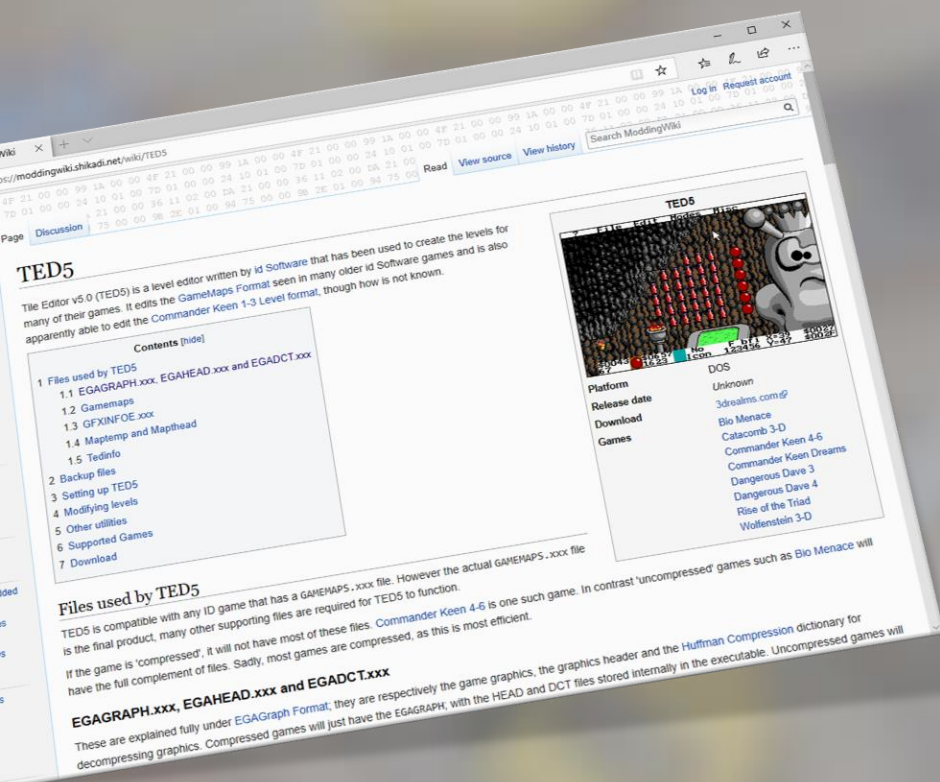 Wiki
s://moddingwiki.shikadi.net/wiki/TED5
Log in Request account
Page Discussion Read View source View history Search ModdingWiki
TED5
Tile Editor v5.0 (TED5) is a level editor written by id Software that has been used to create the levels for
many of their games. It edits the GameMaps Format seen in many older id Software games and is also
apparently able to edit the Commander Keen 1-3 Level format, though how is not known.
Contents [hide]
1 Files used by TED5
1.1 EGAGRAPH.xxx, EGAHEAD.xxx and EGADCT.xxx
1.2 Gamemaps
1.3 GFXINFOE.xxx
1.4 Maptemp and Mapthead
1.5 Tedinfo
2 Backup files
3 Setting up TED5
4 Modifying levels
5 Other utilities
6 Supported Games
7 Download
TED5
? File Edit Modes Misc
No
Icon
Platform DOS
Release date Unknown
Download 3drealms.com
Games Bio Menace
Catacomb 3-D
Commander Keen 4-6
Commander Keen Dreams
Dangerous Dave 3
Dangerous Dave 4
Rise of the Triad
Wolfenstein 3-D
Files used by TED5
TED5 is compatible with any ID game that has a GAMEMAPS.xxx file. However the actual GAMEMAPS.xxx file
is the final product, many other supporting files are required for TED5 to function.
If the game is 'compressed', it will not have most of these files. Commander Keen 4-6 is one such game. In contrast 'uncompressed' games such as Bio Menace will
have the full complement of files. Sadly, most games are compressed, as this is most efficient.
EGAGRAPH.xxx, EGAHEAD.xxx and EGADCT.xxx
These are explained fully under EGAGraph Format; they are respectively the game graphics, the graphics header and the Huffman Compression dictionary for
decompressing graphics. Compressed games will just have the EGAGRAPH, with the HEAD and DCT files stored internally in the executable. Uncompressed games will